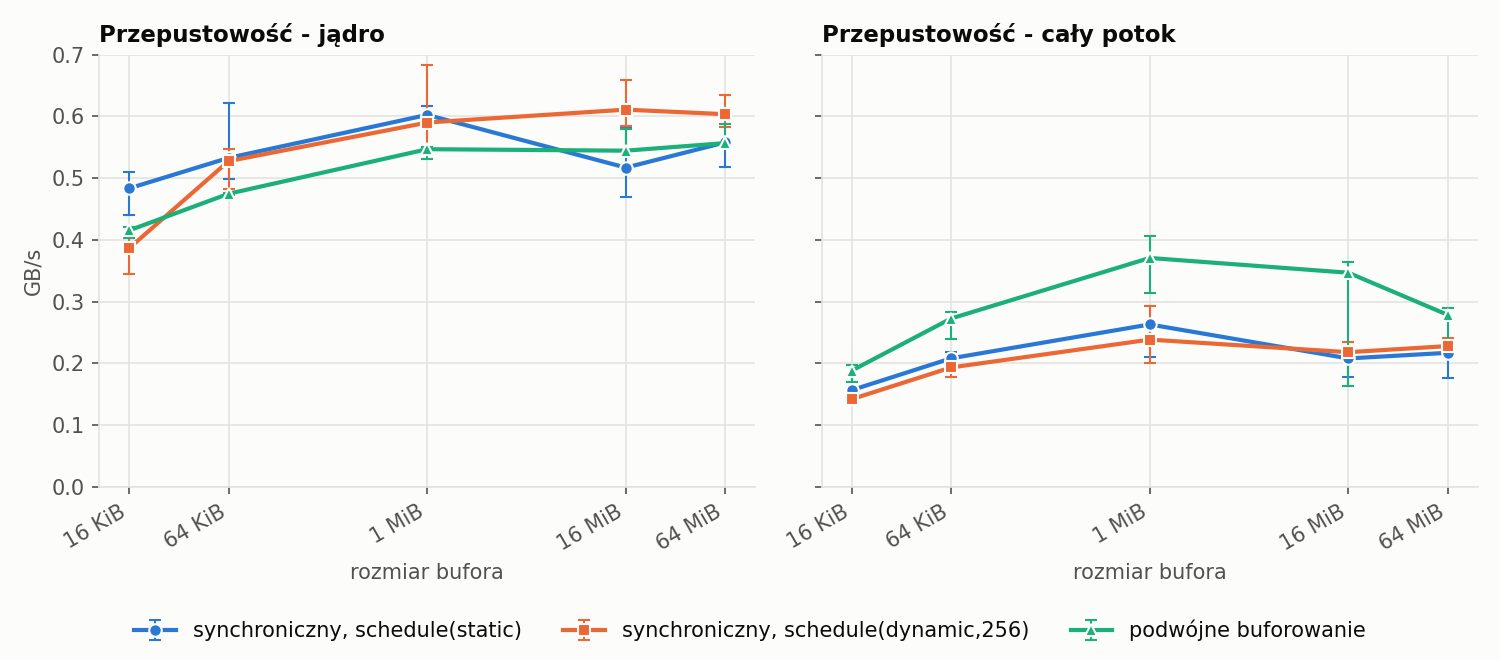 Przepustowość - jądro
Przepustowość - cały potok
0.7
0.6
0.5
0.4
0.3
0.2
0.1
0.0
GB/s
16 KiB
64 KiB
1 MiB
16 MiB
64 MiB
16 KiB
64 KiB
1 MiB
16 MiB
64 MiB
rozmiar bufora
rozmiar bufora
synchroniczny, schedule(static)
synchroniczny, schedule(dynamic,256)
podwójne buforowanie